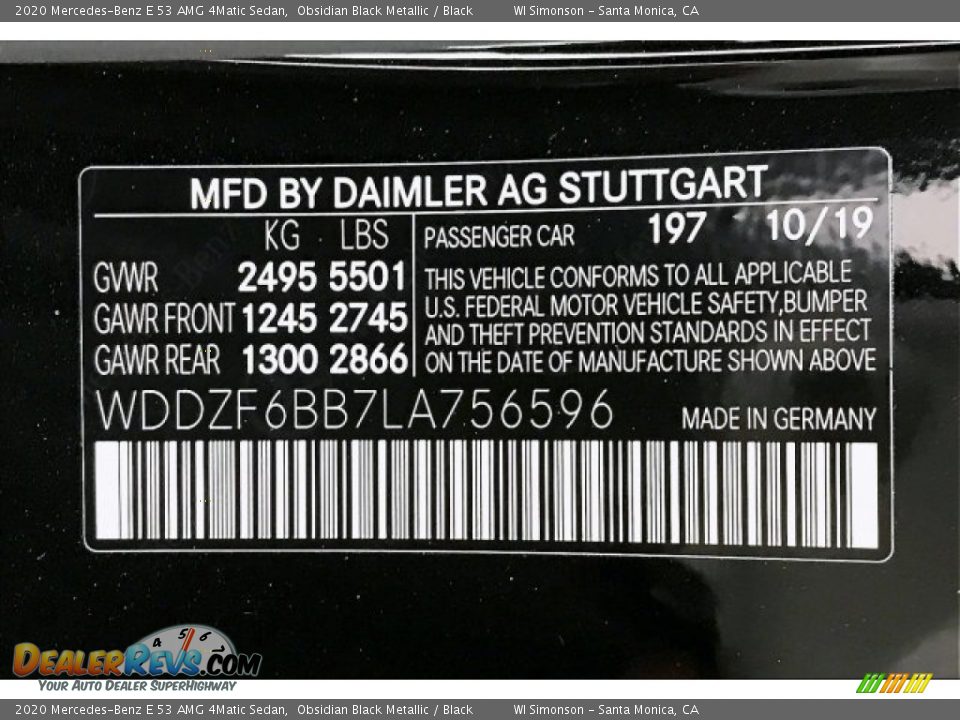 2020 Mercedes-Benz E 53 AMG 4Matic Sedan, Obsidian Black Metallic / Black WI Simonson - Santa Monica, CA
MFD BY DAIMLER AG STUTTGART
KG LBS
GVWR 2495 5501
GAWR FRONT 1245 2745
GAWR REAR 1300 2866
PASSENGER CAR 197 10/19
THIS VEHICLE CONFORMS TO ALL APPLICABLE
U.S. FEDERAL MOTOR VEHICLE SAFETY,BUMPER
AND THEFT PREVENTION STANDARDS IN EFFECT
ON THE DATE OF MANUFACTURE SHOWN ABOVE
WDDZF6BB7LA756596 MADE IN GERMANY
4 5 6
DEALERREVS.COM
YOUR AUTO DEALER SUPERHIGHWAY
2020 Mercedes-Benz E 53 AMG 4Matic Sedan, Obsidian Black Metallic / Black WI Simonson - Santa Monica, CA